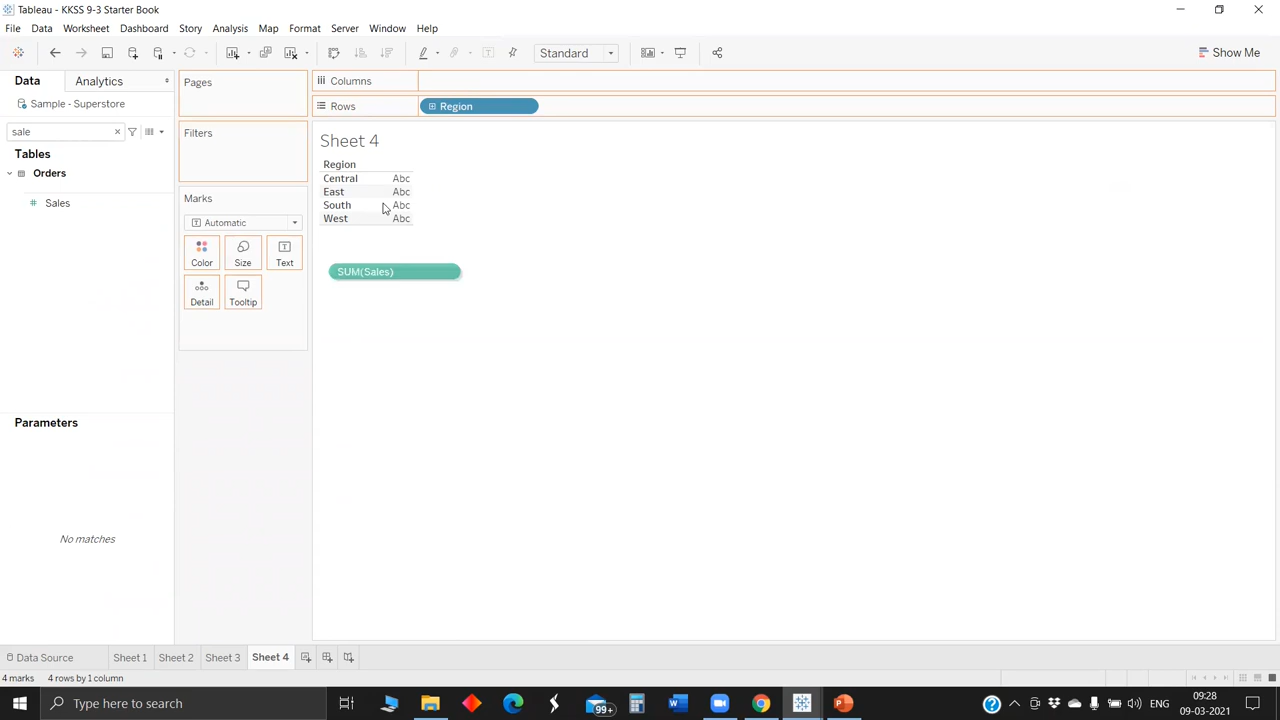 Tableau - KKSS 9-3 Starter Book
File Data Worksheet Dashboard Story Analysis Map Format Server Window Help
Standard
Show Me
Data Analytics
Pages
Columns
Sample - Superstore
Rows
Region
sale
Filters
Tables
Sheet 4
Orders
Region
Central Abc
East Abc
Sales
Marks
South Abc
West Abc
Automatic
Color Size Text
SUM(Sales)
Detail Tooltip
Parameters
No matches
Data Source Sheet 1 Sheet 2 Sheet 3 Sheet 4
4 marks 4 rows by 1 column
Type here to search
99+
ENG
09:28
09-03-2021